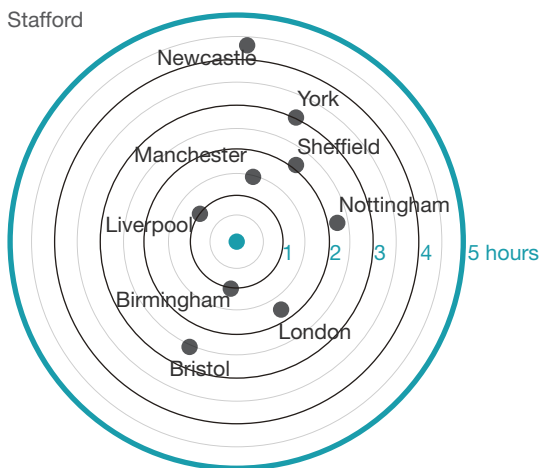 Stafford
Newcastle
York
Sheffield
Manchester
Nottingham
Liverpool
1 2 3 4 5 hours
Birmingham
London
Bristol